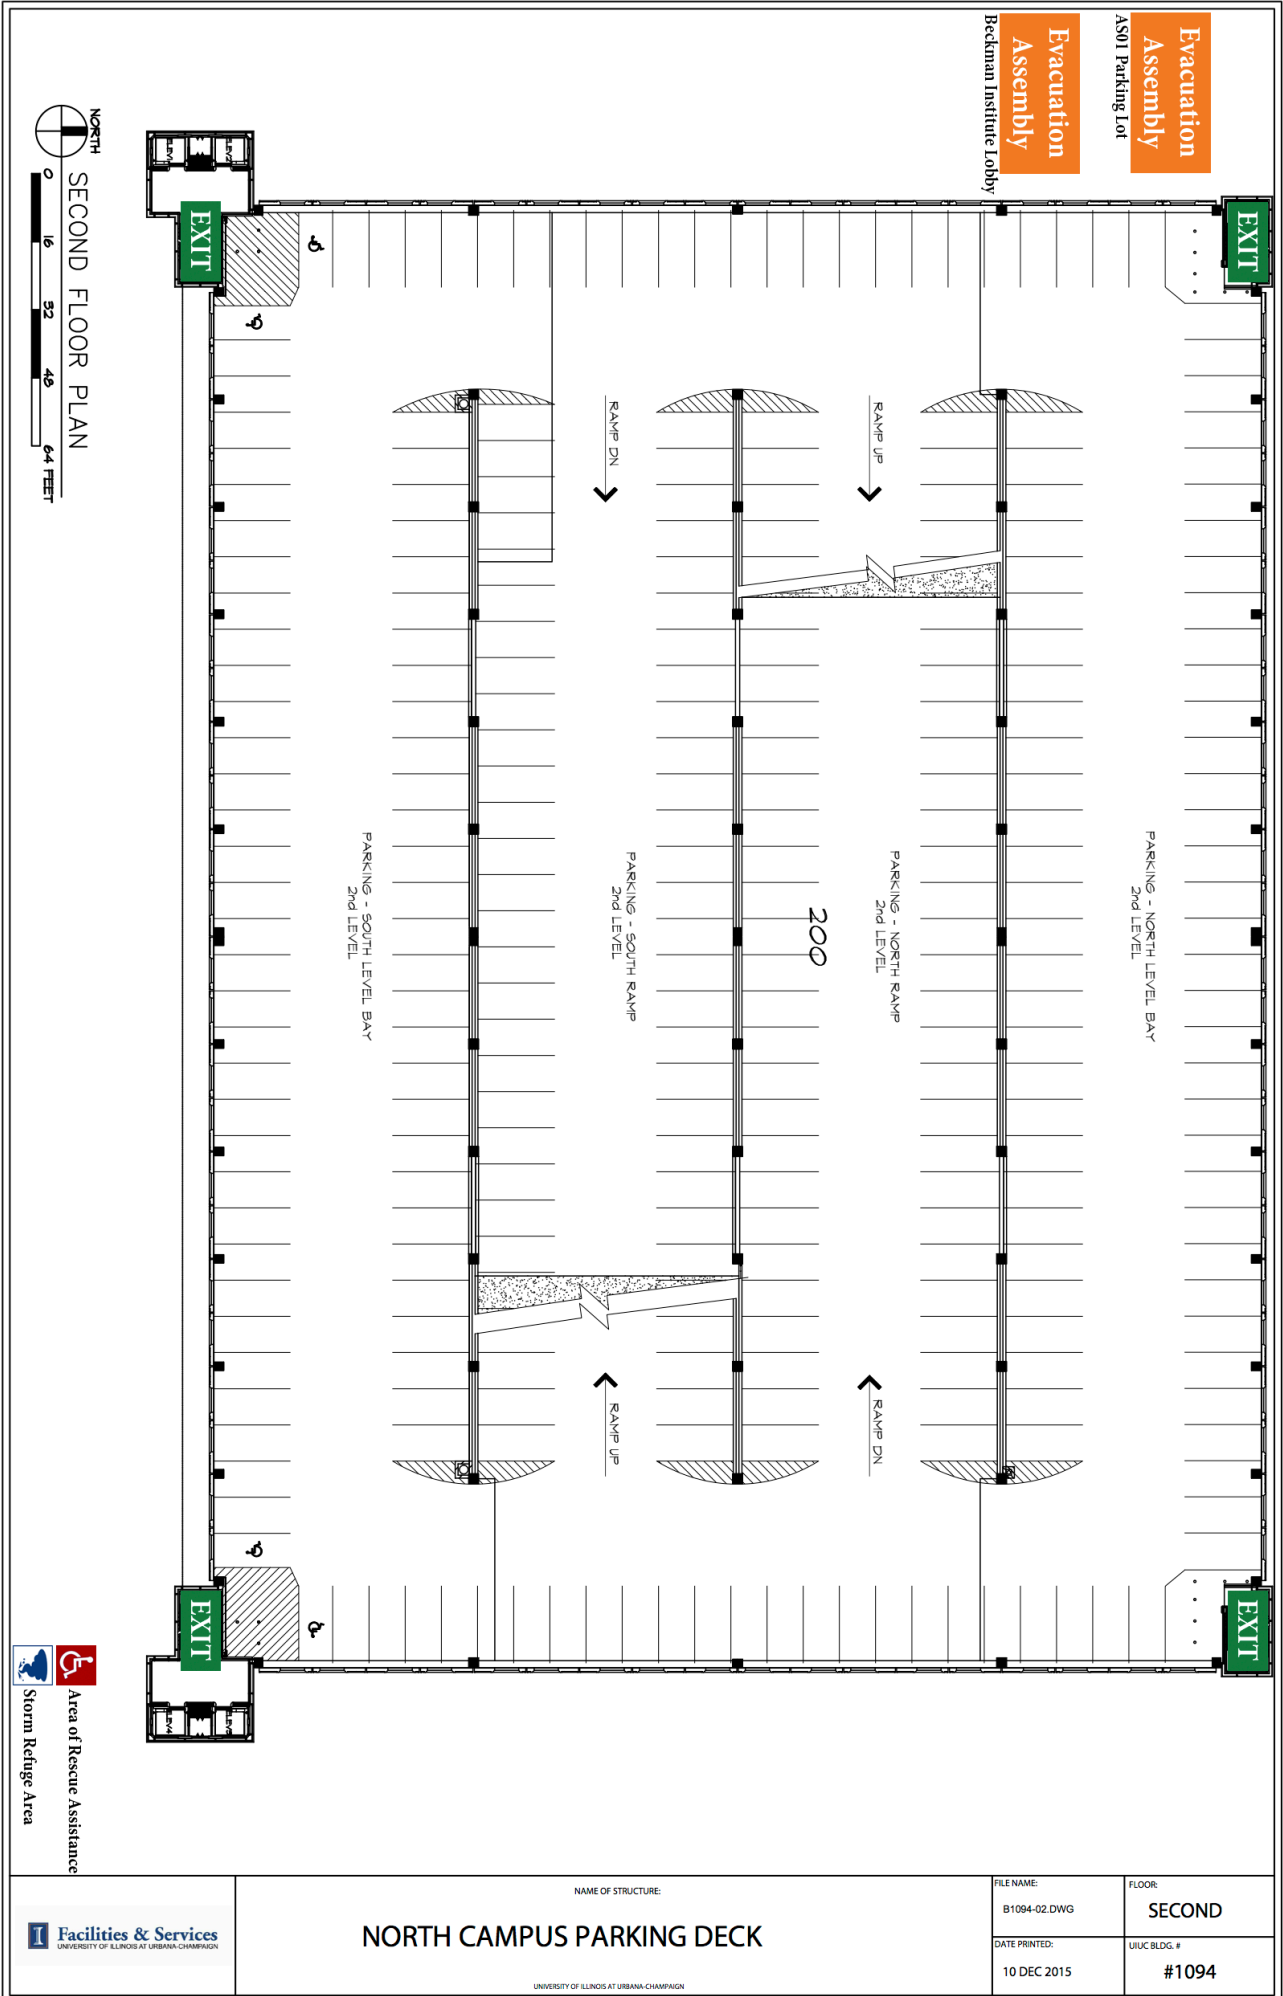 Evacuation
Assembly
AS01 Parking Lot
Evacuation
Assembly
Beckman Institute Lobby
EXIT
EXIT
NORTH
SECOND FLOOR PLAN
0 16 32 48 64 FEET
ELEV1
ELEV2
RAMP DN
RAMP UP
PARKING - NORTH LEVEL BAY
2nd LEVEL
PARKING - NORTH RAMP
2nd LEVEL
200
PARKING - SOUTH RAMP
2nd LEVEL
PARKING - SOUTH LEVEL BAY
2nd LEVEL
RAMP UP
RAMP DN
EXIT
EXIT
ELEV4
ELEV3
Area of Rescue Assistance
Storm Refuge Area
I Facilities & Services
UNIVERSITY OF ILLINOIS AT URBANA-CHAMPAIGN
NAME OF STRUCTURE:
NORTH CAMPUS PARKING DECK
UNIVERSITY OF ILLINOIS AT URBANA-CHAMPAIGN
FILE NAME:
B1094-02.DWG
DATE PRINTED:
10 DEC 2015
FLOOR:
SECOND
UIUC BLDG. #
#1094